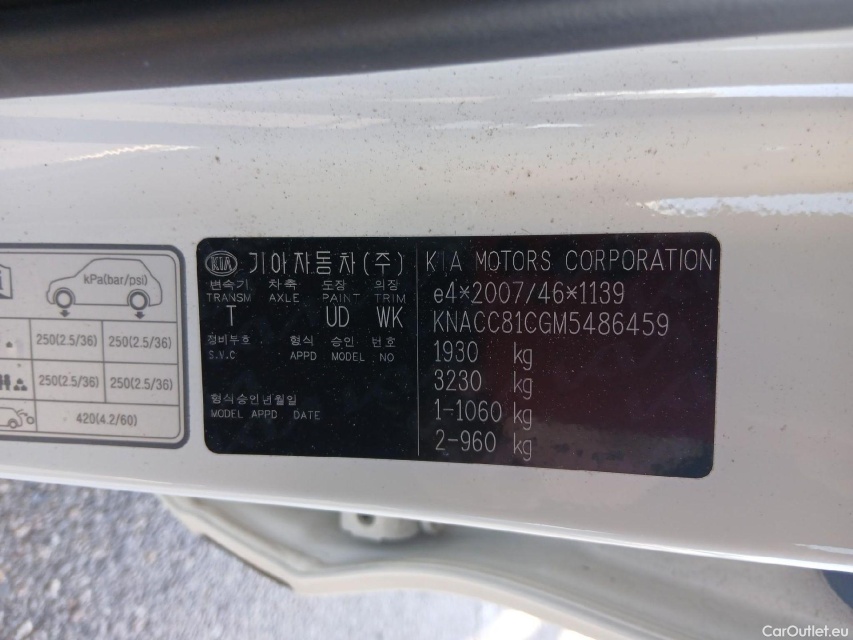 kPa(bar/psi)
250(2.5/36) 250(2.5/36)
250(2.5/36) 250(2.5/36)
420(4.2/60)
KIA 기아자동차(주)
변속기 차축 도장 위장
TRANSM AXLE PAINT TRIM
T UD WK
정비부호 형식 승인 번호
S.V.C APPD MODEL NO
형식승인년월일
MODEL APPD DATE
KIA MOTORS CORPORATION
e4*2007/46*1139
KNACC81CGM5486459
1930 kg
3230 kg
1-1060 kg
2-960 kg
CarOutlet.eu